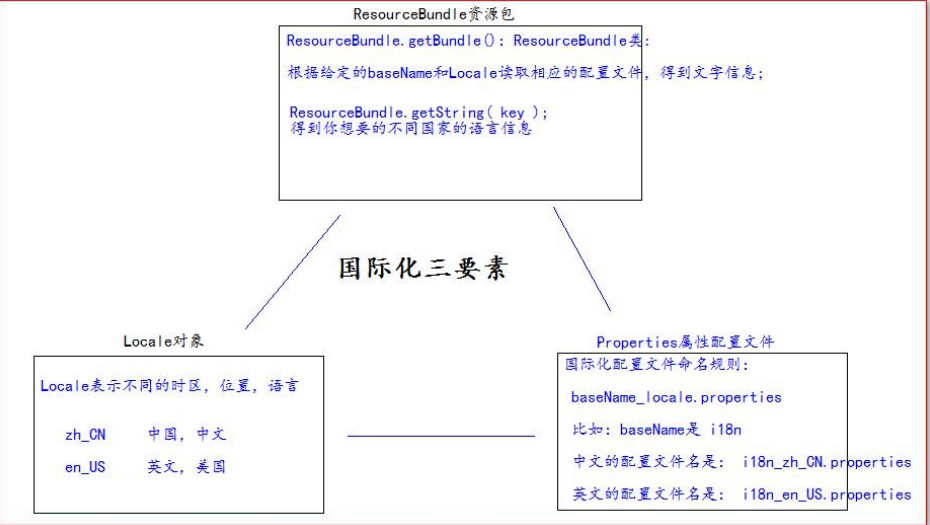 ResourceBundle资源包
ResourceBundle.getBundle(): ResourceBundle类:
根据给定的baseName和Locale读取相应的配置文件, 得到文字信息;
ResourceBundle.getString( key );
得到你想要的不同国家的语言信息
国际化三要素
Locale对象
Locale表示不同的时区, 位置, 语言
zh_CN 中国, 中文
en_US 英文, 美国
Properties属性配置文件
国际化配置文件命名规则:
baseName_locale.properties
比如: baseName是 i18n
中文的配置文件名是: i18n_zh_CN.properties
英文的配置文件名是: i18n_en_US.properties